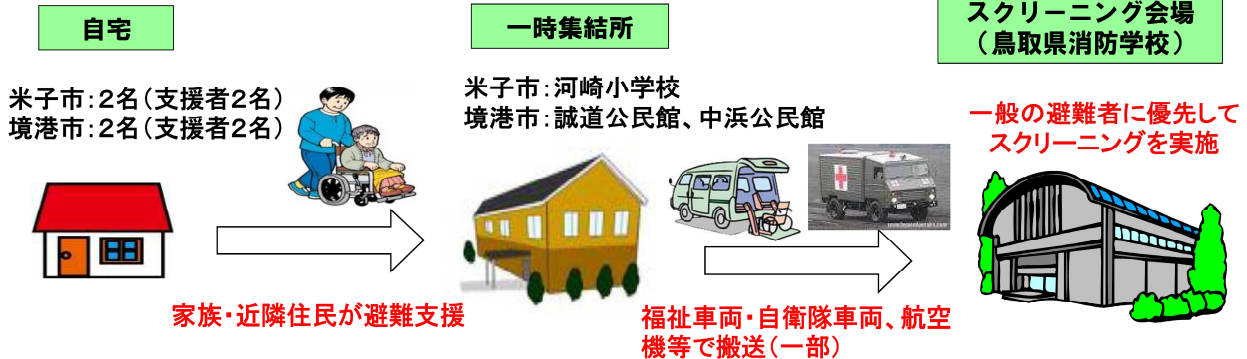 自宅
一時集結所
スクリーニング会場
(鳥取県消防学校)
米子市:2名(支援者2名)
境港市:2名(支援者2名)
米子市:河崎小学校
境港市:誠道公民館、中浜公民館
一般の避難者に優先して
スクリーニングを実施
家族・近隣住民が避難支援
福祉車両・自衛隊車両、航空
機等で搬送(一部)